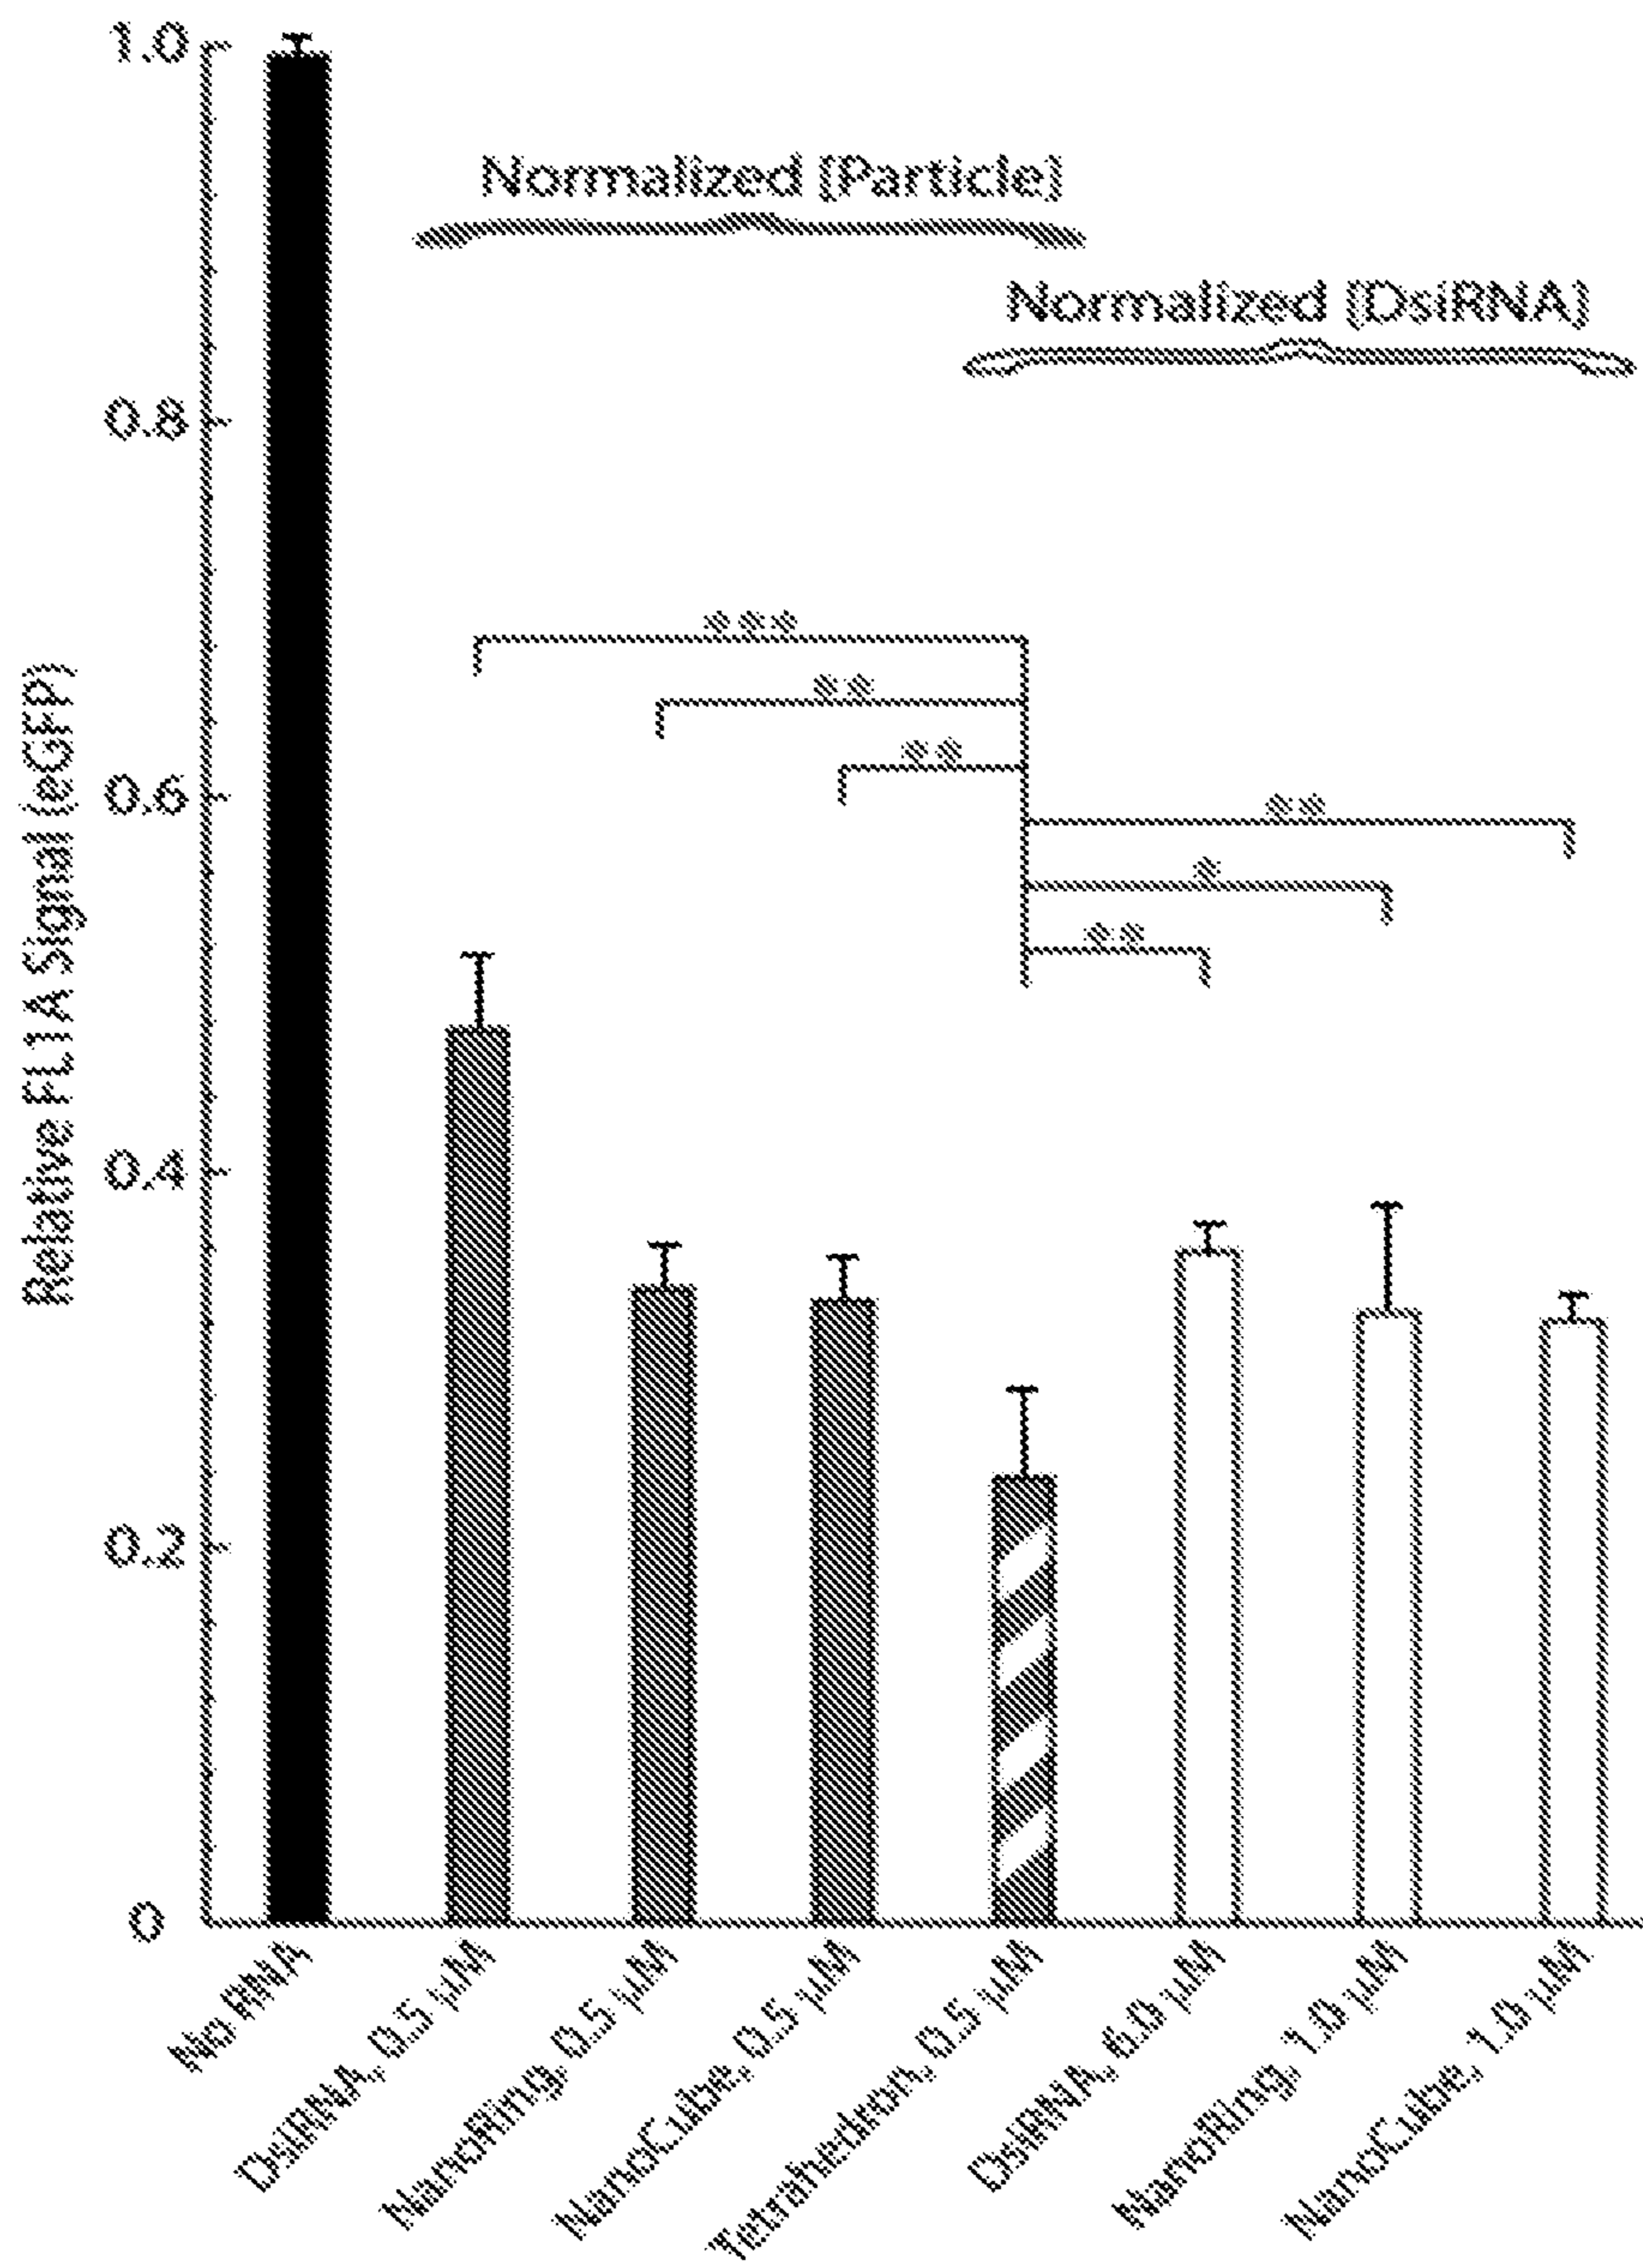 1.0
Normalized [Particle]
Normalized [DsiRNA]
0.8
***
**
**
0.6
**
*
**
Relative FL1A Signal (eGFP)
0.4
0.2
0
No RNA
DsiRNA, 0.5 µM
NanoRing, 0.5 µM
NanoCube, 0.5 µM
Tetrahedron, 0.5 µM
DsiRNA, 6.0 µM
NanoRing, 1.0 µM
NanoCube, 1.0 µM